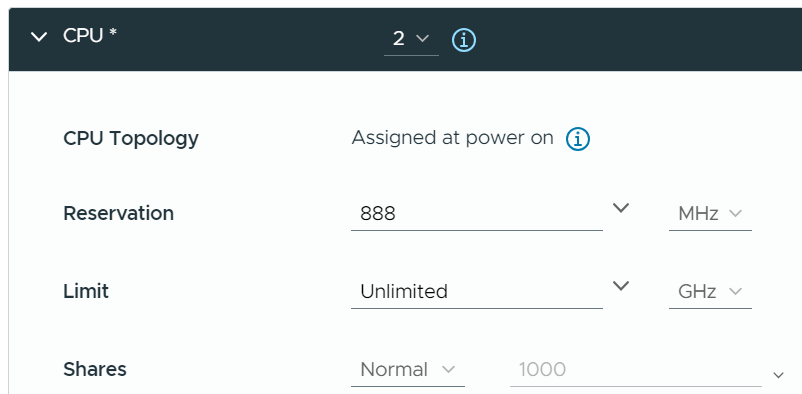 CPU * 2
CPU Topology Assigned at power on
Reservation 888 MHz
Limit Unlimited GHz
Shares Normal 1000